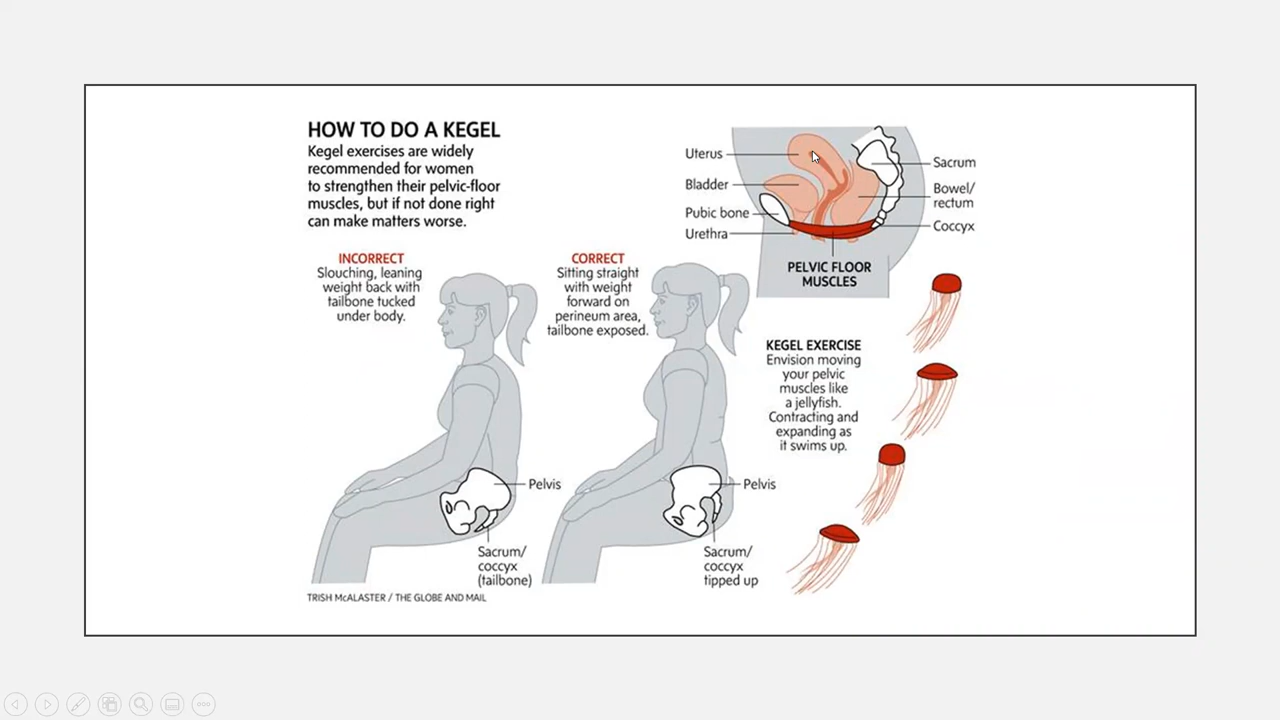 HOW TO DO A KEGEL
Kegel exercises are widely
recommended for women
to strengthen their pelvic-floor
muscles, but if not done right
can make matters worse.
INCORRECT
Slouching, leaning
weight back with
tailbone tucked
under body.
CORRECT
Sitting straight
with weight
forward on
perineum area,
tailbone exposed.
Uterus
Bladder
Pubic bone
Urethra
Sacrum
Bowel/
rectum
Coccyx
PELVIC FLOOR
MUSCLES
KEGEL EXERCISE
Envision moving
your pelvic
muscles like
a jellyfish.
Contracting and
expanding as
it swims up.
Pelvis
Sacrum/
coccyx
(tailbone)
Pelvis
Sacrum/
coccyx
tipped up
TRISH McALASTER / THE GLOBE AND MAIL